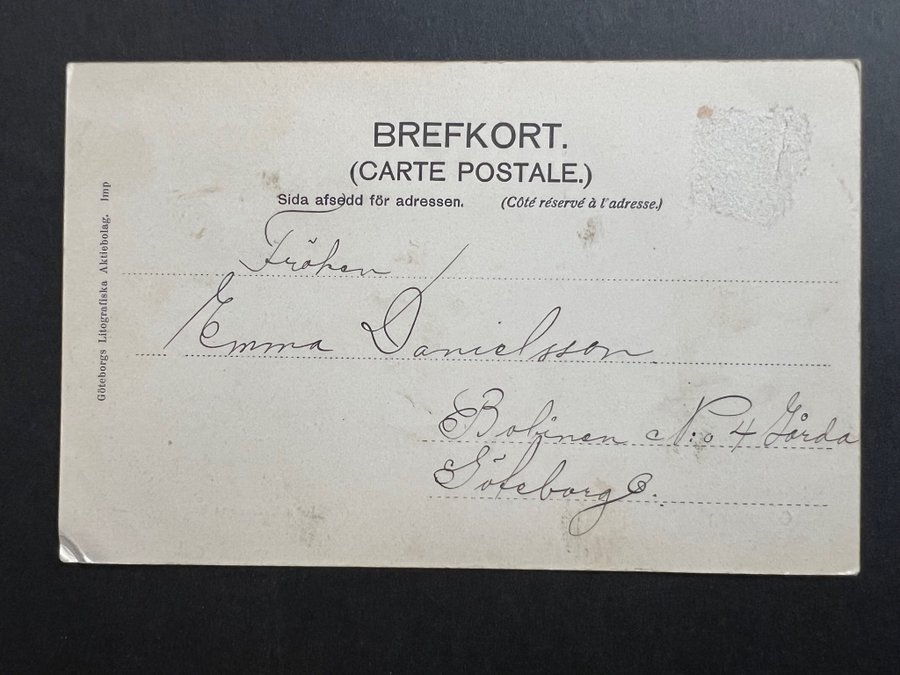 BREFKORT.
(CARTE POSTALE.)
Sida afsedd för adressen. (Côté réservé à l'adresse.)
Fröken
Emma Danielsson
Bobinen N:o 4 Gårda
Göteborg.
Göteborgs Litografiska Aktiebolag. Imp